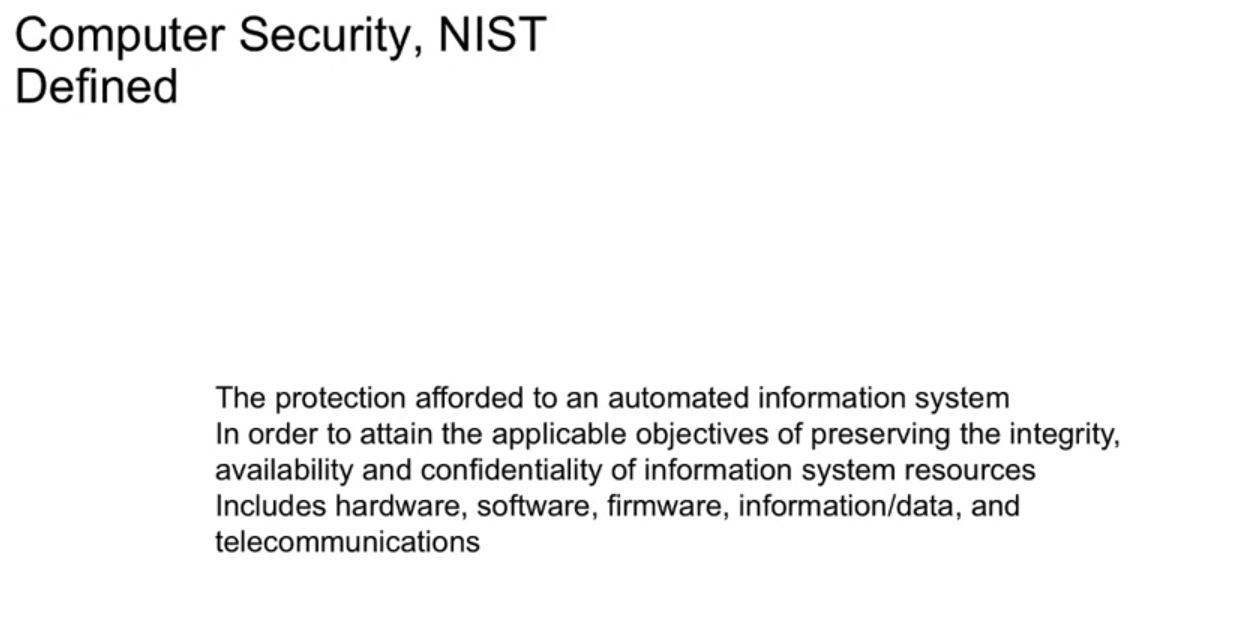 Computer Security, NIST
Defined
The protection afforded to an automated information system
In order to attain the applicable objectives of preserving the integrity,
availability and confidentiality of information system resources
Includes hardware, software, firmware, information/data, and
telecommunications